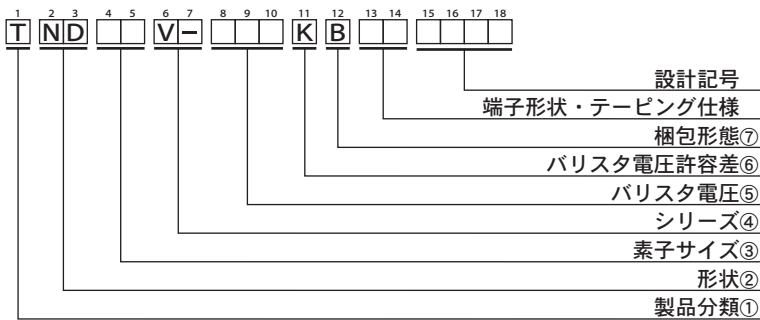 1 2 3 4 5 6 7 8 9 10 11 12 13 14 15 16 17 18
T ND V− K B
設計記号
端子形状・テーピング仕様
梱包形態⑦
バリスタ電圧許容差⑥
バリスタ電圧⑤
シリーズ④
素子サイズ③
形状②
製品分類①